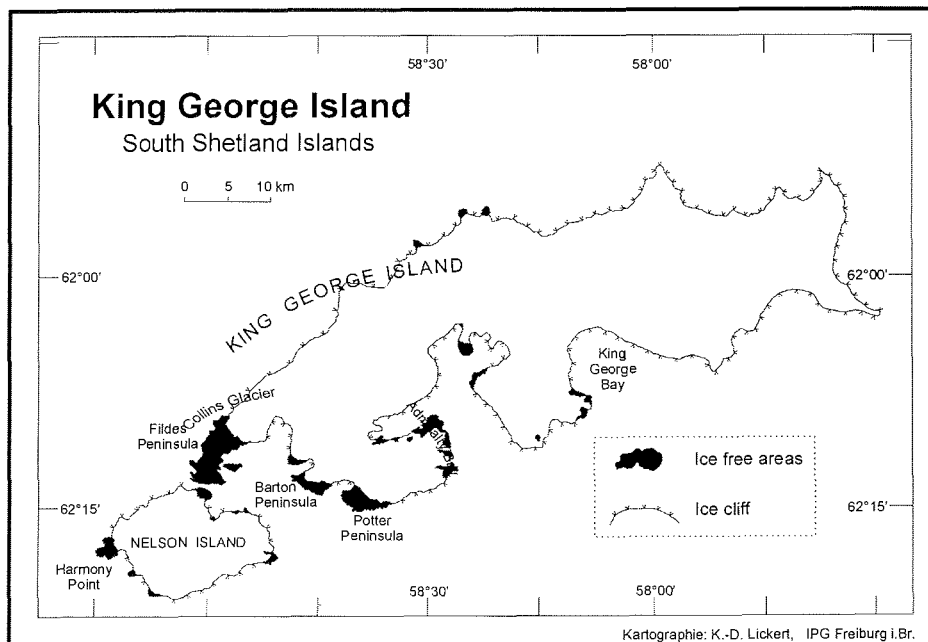 58°30'
58°00'
King George Island
South Shetland Islands
0 5 10 km
62°00'
62°00'
KING GEORGE ISLAND
King
George
Bay
Collins Glacier
Fildes
Peninsula
Ice free areas
Barton
Peninsula
62°15'
Ice cliff
62°15'
Potter
Peninsula
NELSON ISLAND
Harmony
Point
58°30'
58°00'
Kartographie: K.-D. Lickert, IPG Freiburg i.Br.